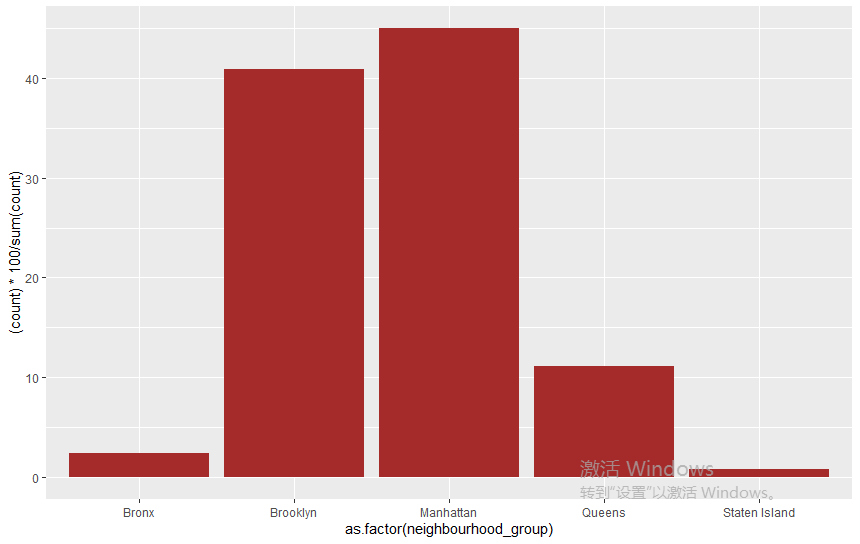 (count) * 100/sum(count)
40
30
20
10
0
激活 Windows
转到"设置"以激活 Windows。
Bronx Brooklyn Manhattan Queens Staten Island
as.factor(neighbourhood_group)